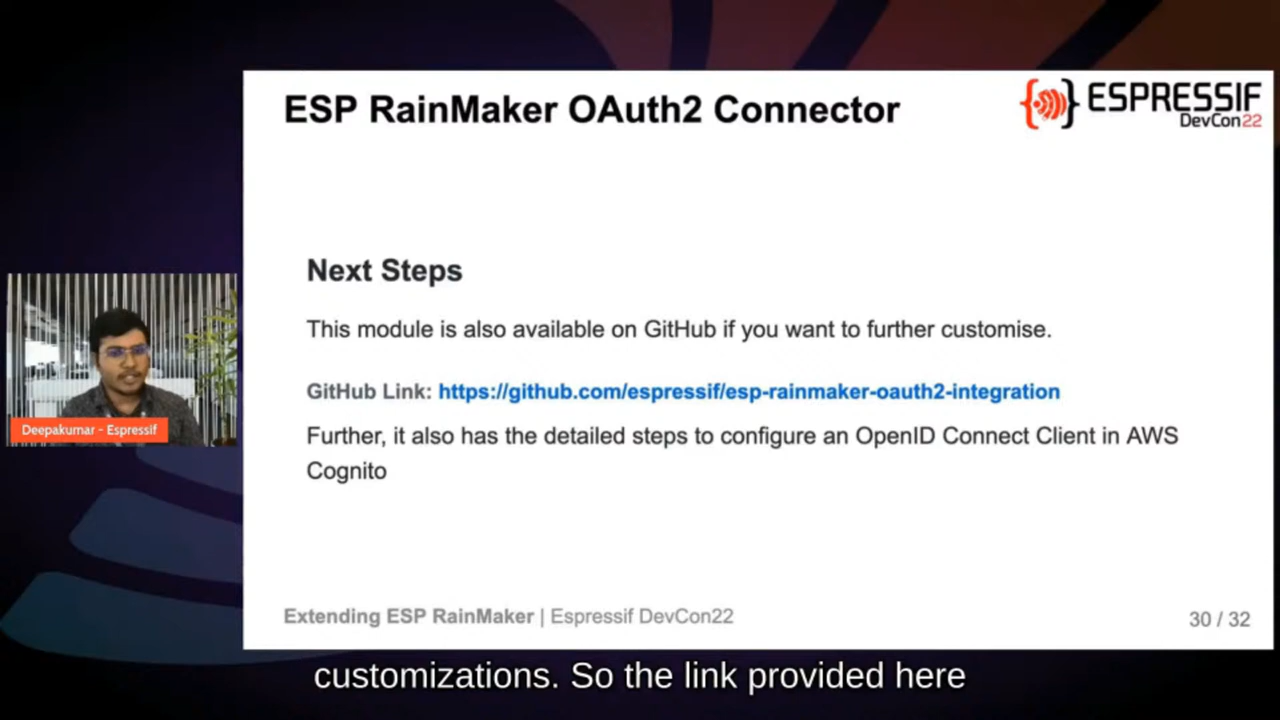 ESP RainMaker OAuth2 Connector
ESPRESSIF
DevCon22
Next Steps
This module is also available on GitHub if you want to further customise.
GitHub Link: https://github.com/espressif/esp-rainmaker-oauth2-integration
Further, it also has the detailed steps to configure an OpenID Connect Client in AWS
Cognito
Deepakumar - Espressif
Extending ESP RainMaker | Espressif DevCon22
30 / 32
customizations. So the link provided here